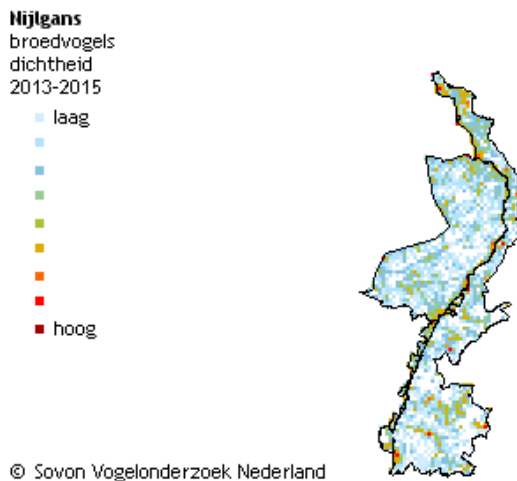 Nijlgans
broedvogels
dichtheid
2013-2015
laag
hoog
© Sovon Vogelonderzoek Nederland